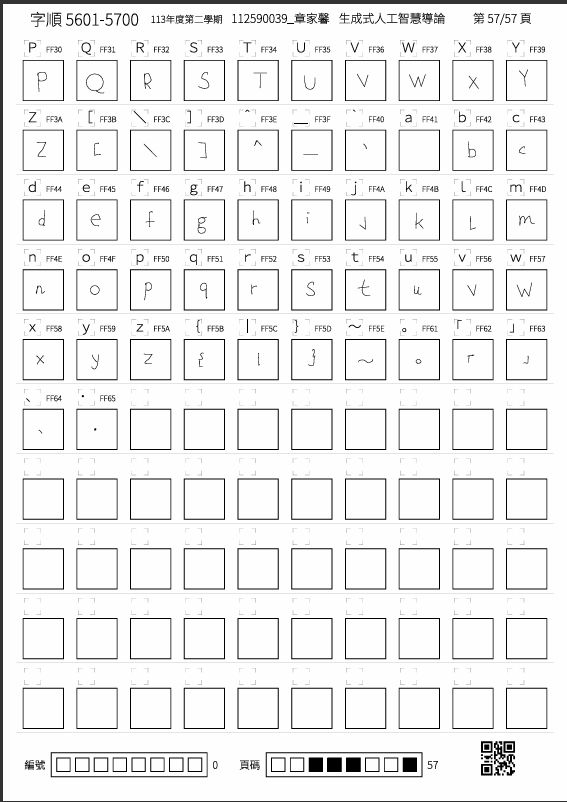 字順 5601-5700 113年度第二學期 112590039_章家馨 生成式人工智慧導論 第 57/57 頁
P FF30 Q FF31 R FF32 S FF33 T FF34 U FF35 V FF36 W FF37 X FF38 Y FF39
P Q R S T U V W X Y
Z FF3A [ FF3B \ FF3C ] FF3D ^ FF3E _ FF3F ` FF40 a FF41 b FF42 c FF43
Z [ \ ] ^ _ ` b c
d FF44 e FF45 f FF46 g FF47 h FF48 i FF49 j FF4A k FF4B l FF4C m FF4D
d e f g h i j k l m
n FF4E o FF4F p FF50 q FF51 r FF52 s FF53 t FF54 u FF55 v FF56 w FF57
n o p q r s t u v w
x FF58 y FF59 z FF5A { FF5B | FF5C } FF5D ~ FF5E 。 FF61 「 FF62 」 FF63
x y z { | } ~ 。 「 」
、 FF64 ・ FF65
、 ・
編號 0 頁碼 57